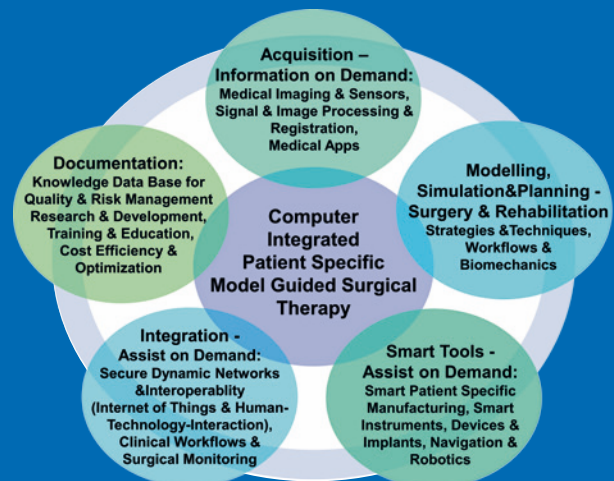 Acquisition –
Information on Demand:
Medical Imaging & Sensors,
Signal & Image Processing &
Registration,
Medical Apps
Modelling,
Simulation&Planning -
Surgery & Rehabilitation
Strategies &Techniques,
Workflows &
Biomechanics
Smart Tools -
Assist on Demand:
Smart Patient Specific
Manufacturing, Smart
Instruments, Devices &
Implants, Navigation &
Robotics
Integration -
Assist on Demand:
Secure Dynamic Networks
&Interoperablity
(Internet of Things & Human-
Technology-Interaction),
Clinical Workflows &
Surgical Monitoring
Documentation:
Knowledge Data Base for
Quality & Risk Management
Research & Development,
Training & Education,
Cost Efficiency &
Optimization
Computer
Integrated
Patient Specific
Model Guided Surgical
Therapy